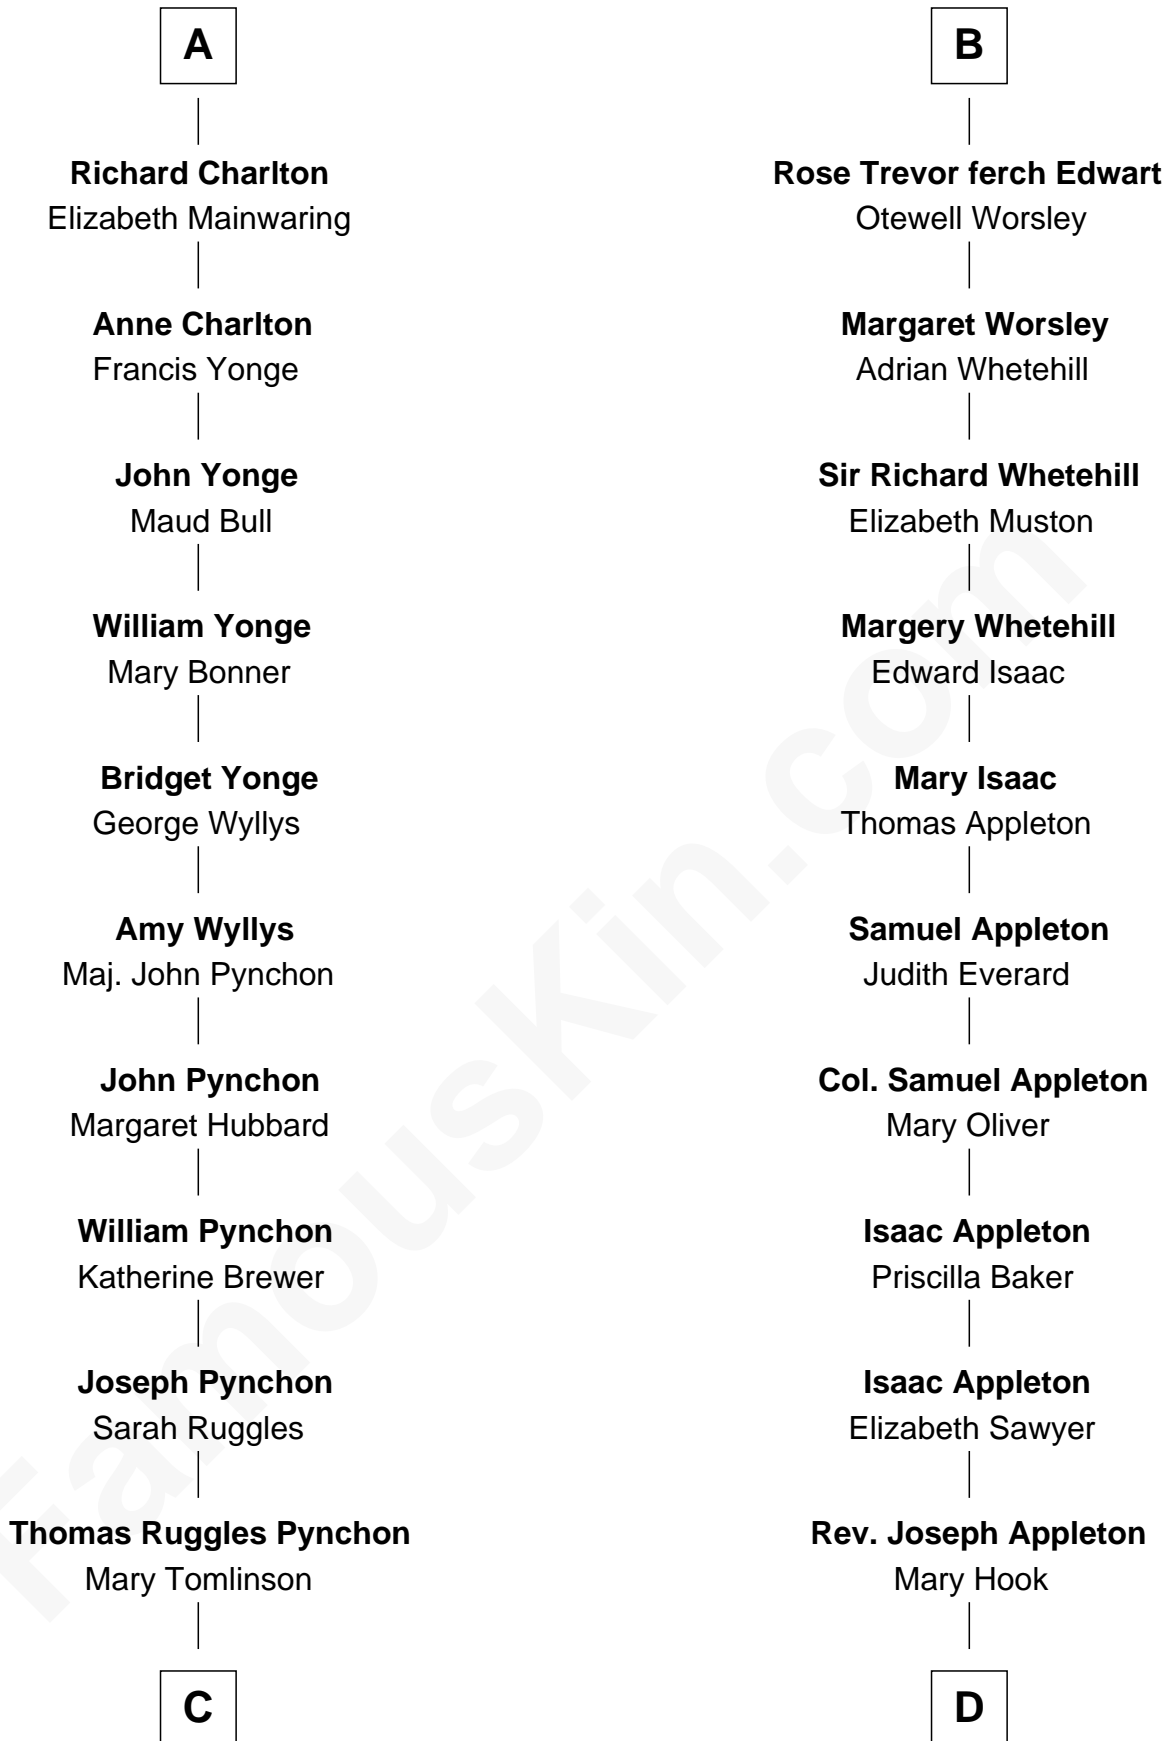 A
Richard Charlton
Elizabeth Mainwaring
Anne Charlton
Francis Yonge
John Yonge
Maud Bull
William Yonge
Mary Bonner
Bridget Yonge
George Wyllys
Amy Wyllys
Maj. John Pynchon
John Pynchon
Margaret Hubbard
William Pynchon
Katherine Brewer
Joseph Pynchon
Sarah Ruggles
Thomas Ruggles Pynchon
Mary Tomlinson
C
B
Rose Trevor ferch Edwart
Otewell Worsley
Margaret Worsley
Adrian Whetehill
Sir Richard Whetehill
Elizabeth Muston
Margery Whetehill
Edward Isaac
Mary Isaac
Thomas Appleton
Samuel Appleton
Judith Everard
Col. Samuel Appleton
Mary Oliver
Isaac Appleton
Priscilla Baker
Isaac Appleton
Elizabeth Sawyer
Rev. Joseph Appleton
Mary Hook
D
FamousKin.com